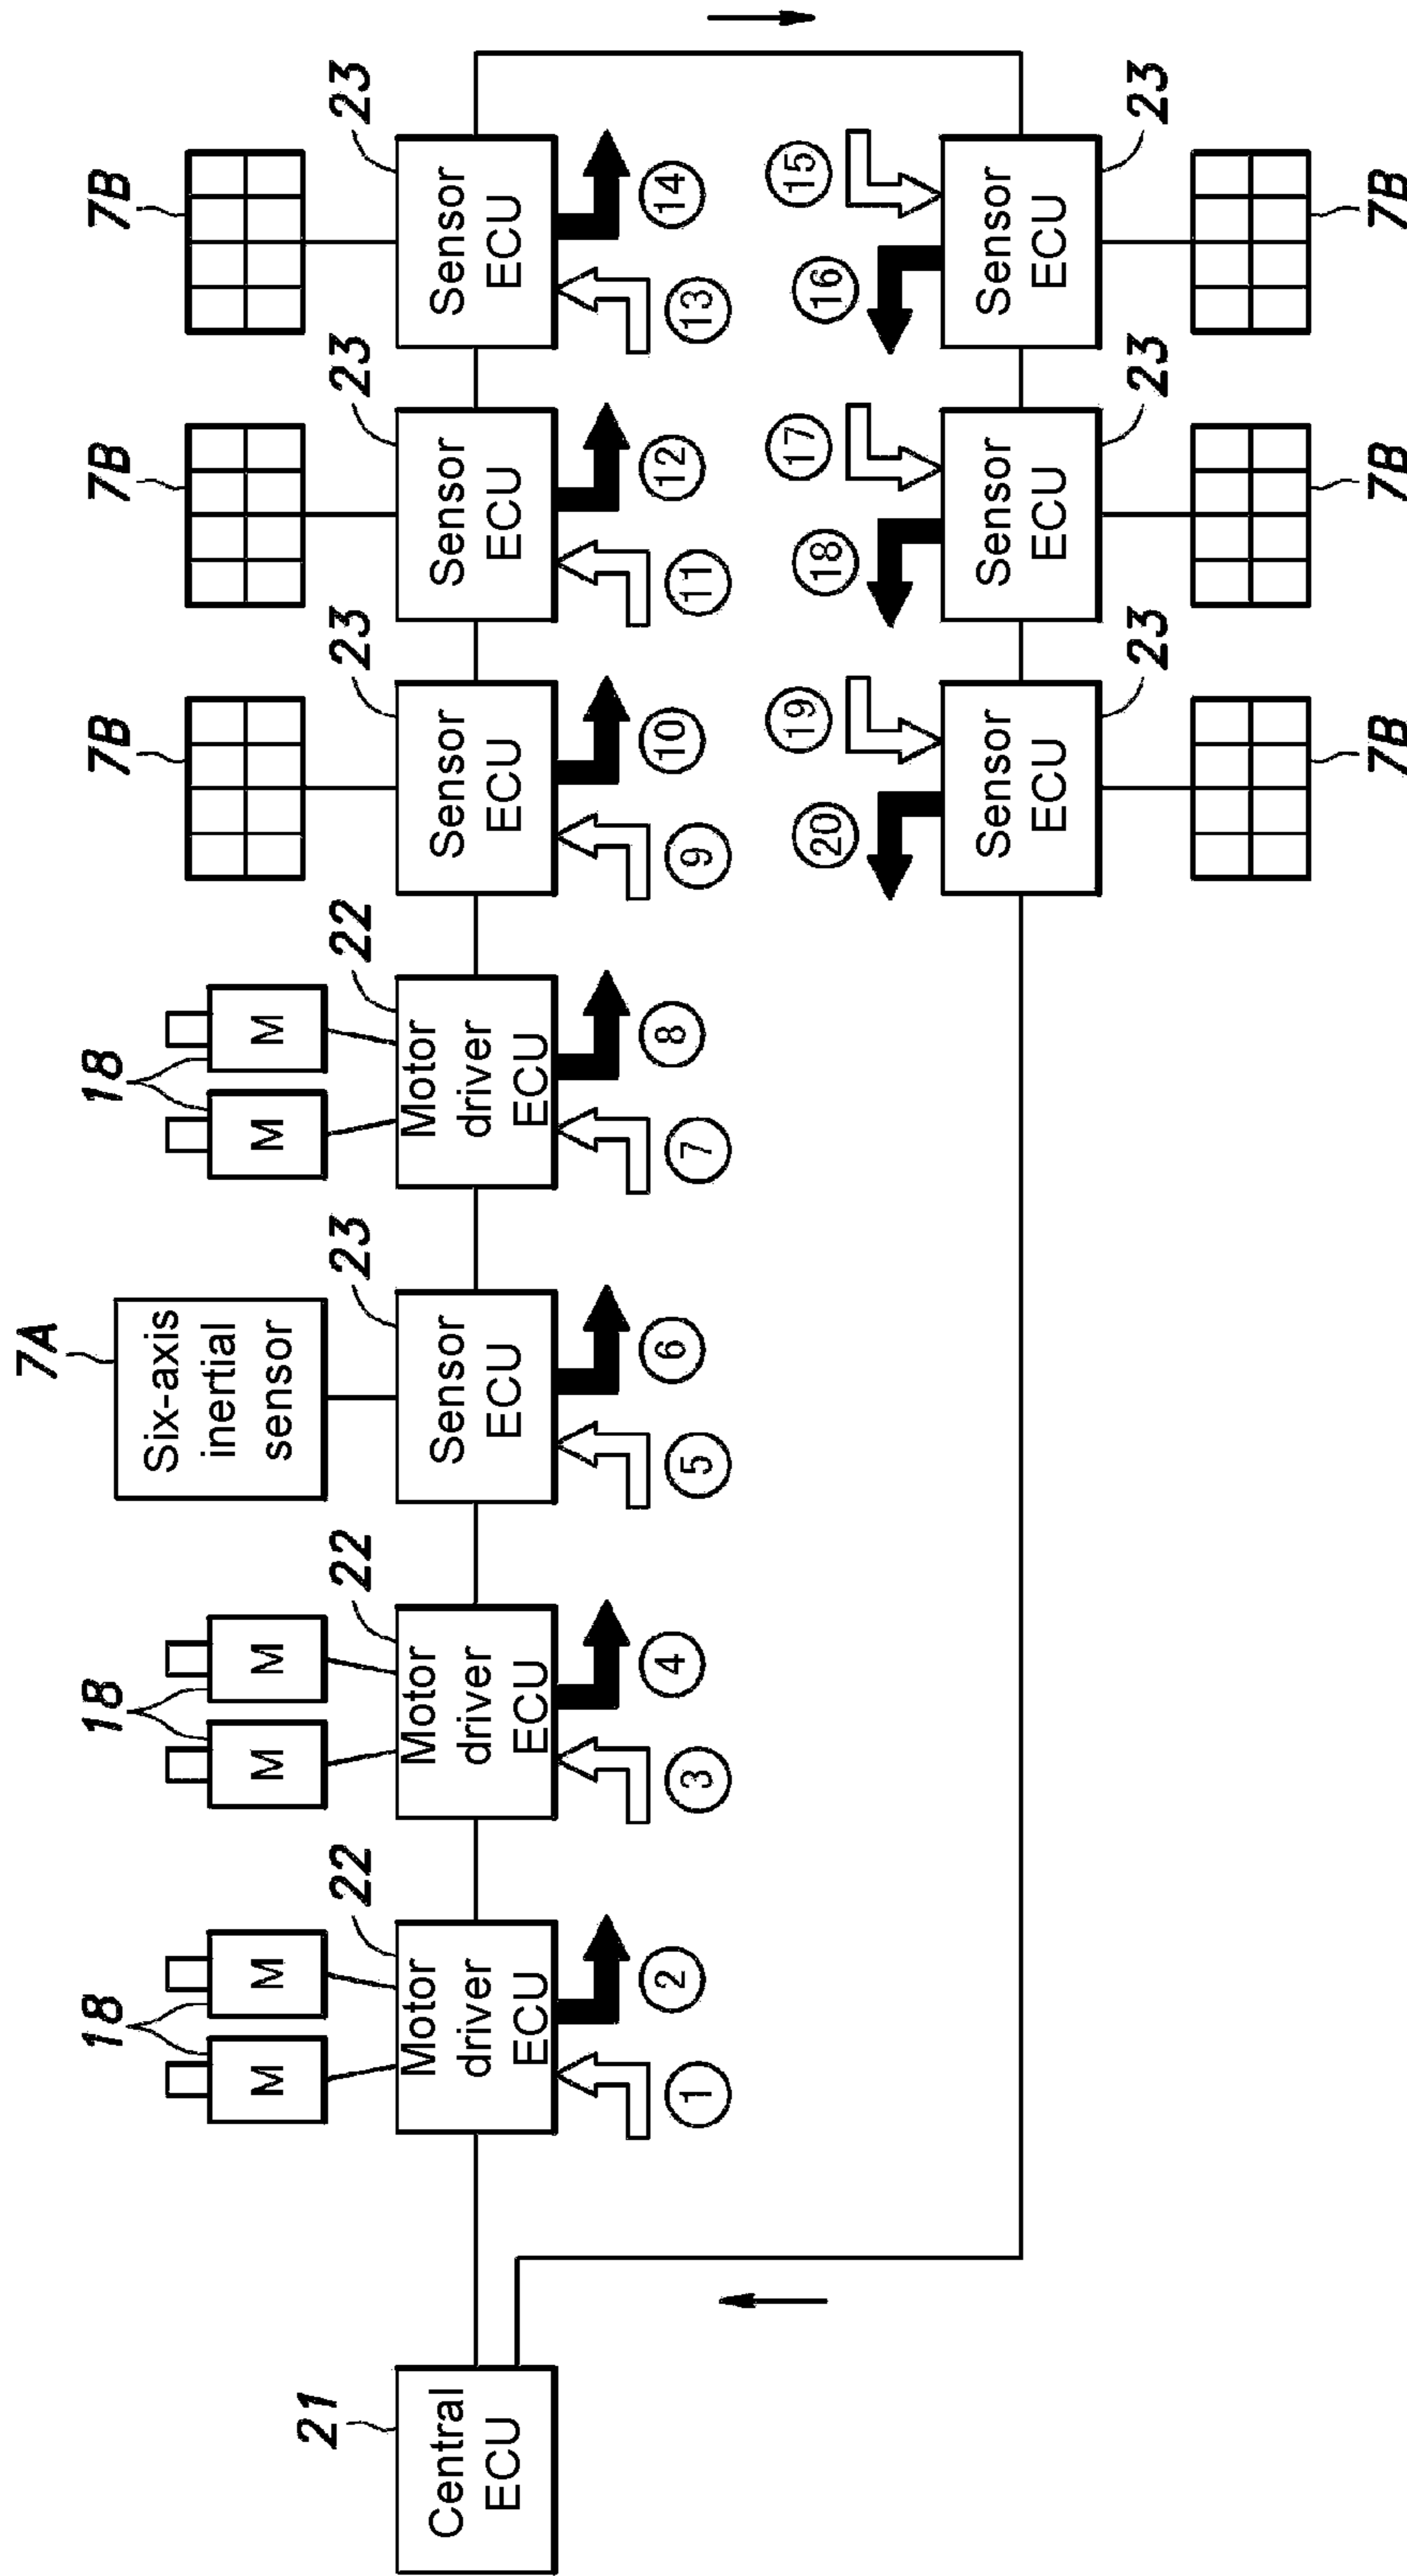 7A
18
18
18
7B
7B
7B
M
M
M
M
Six-axis
inertial
sensor
M
M
21
22
22
23
22
23
23
23
Central
ECU
Motor
driver
ECU
Motor
driver
ECU
Sensor
ECU
Motor
driver
ECU
Sensor
ECU
Sensor
ECU
Sensor
ECU
1
2
3
4
5
6
7
8
9
10
11
12
13
14
20
19
18
17
16
15
Sensor
ECU
Sensor
ECU
Sensor
ECU
23
23
23
7B
7B
7B